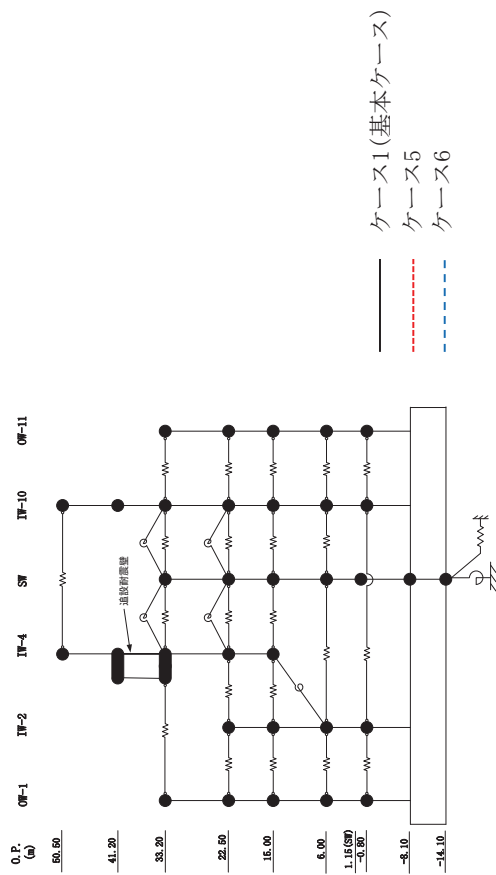 O.P.
(m)
50.50
41.20
33.20
22.50
15.00
6.00
1.15(SW)
-0.80
-8.10
-14.10
OW-1
IW-2
IW-4
SW
IW-10
OW-11
追設耐震壁
ケース1(基本ケース)
ケース5
ケース6